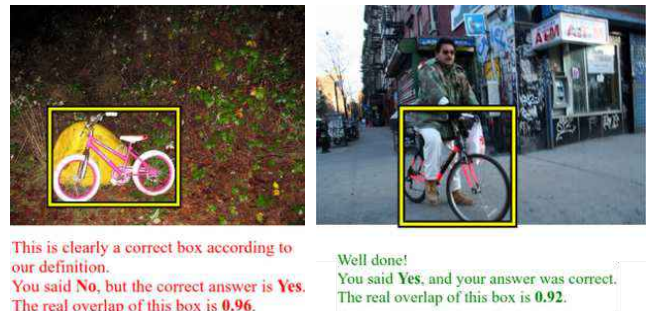 ATM
This is clearly a correct box according to
our definition.
You said No, but the correct answer is Yes.
The real overlap of this box is 0.96.
Well done!
You said Yes, and your answer was correct.
The real overlap of this box is 0.92.